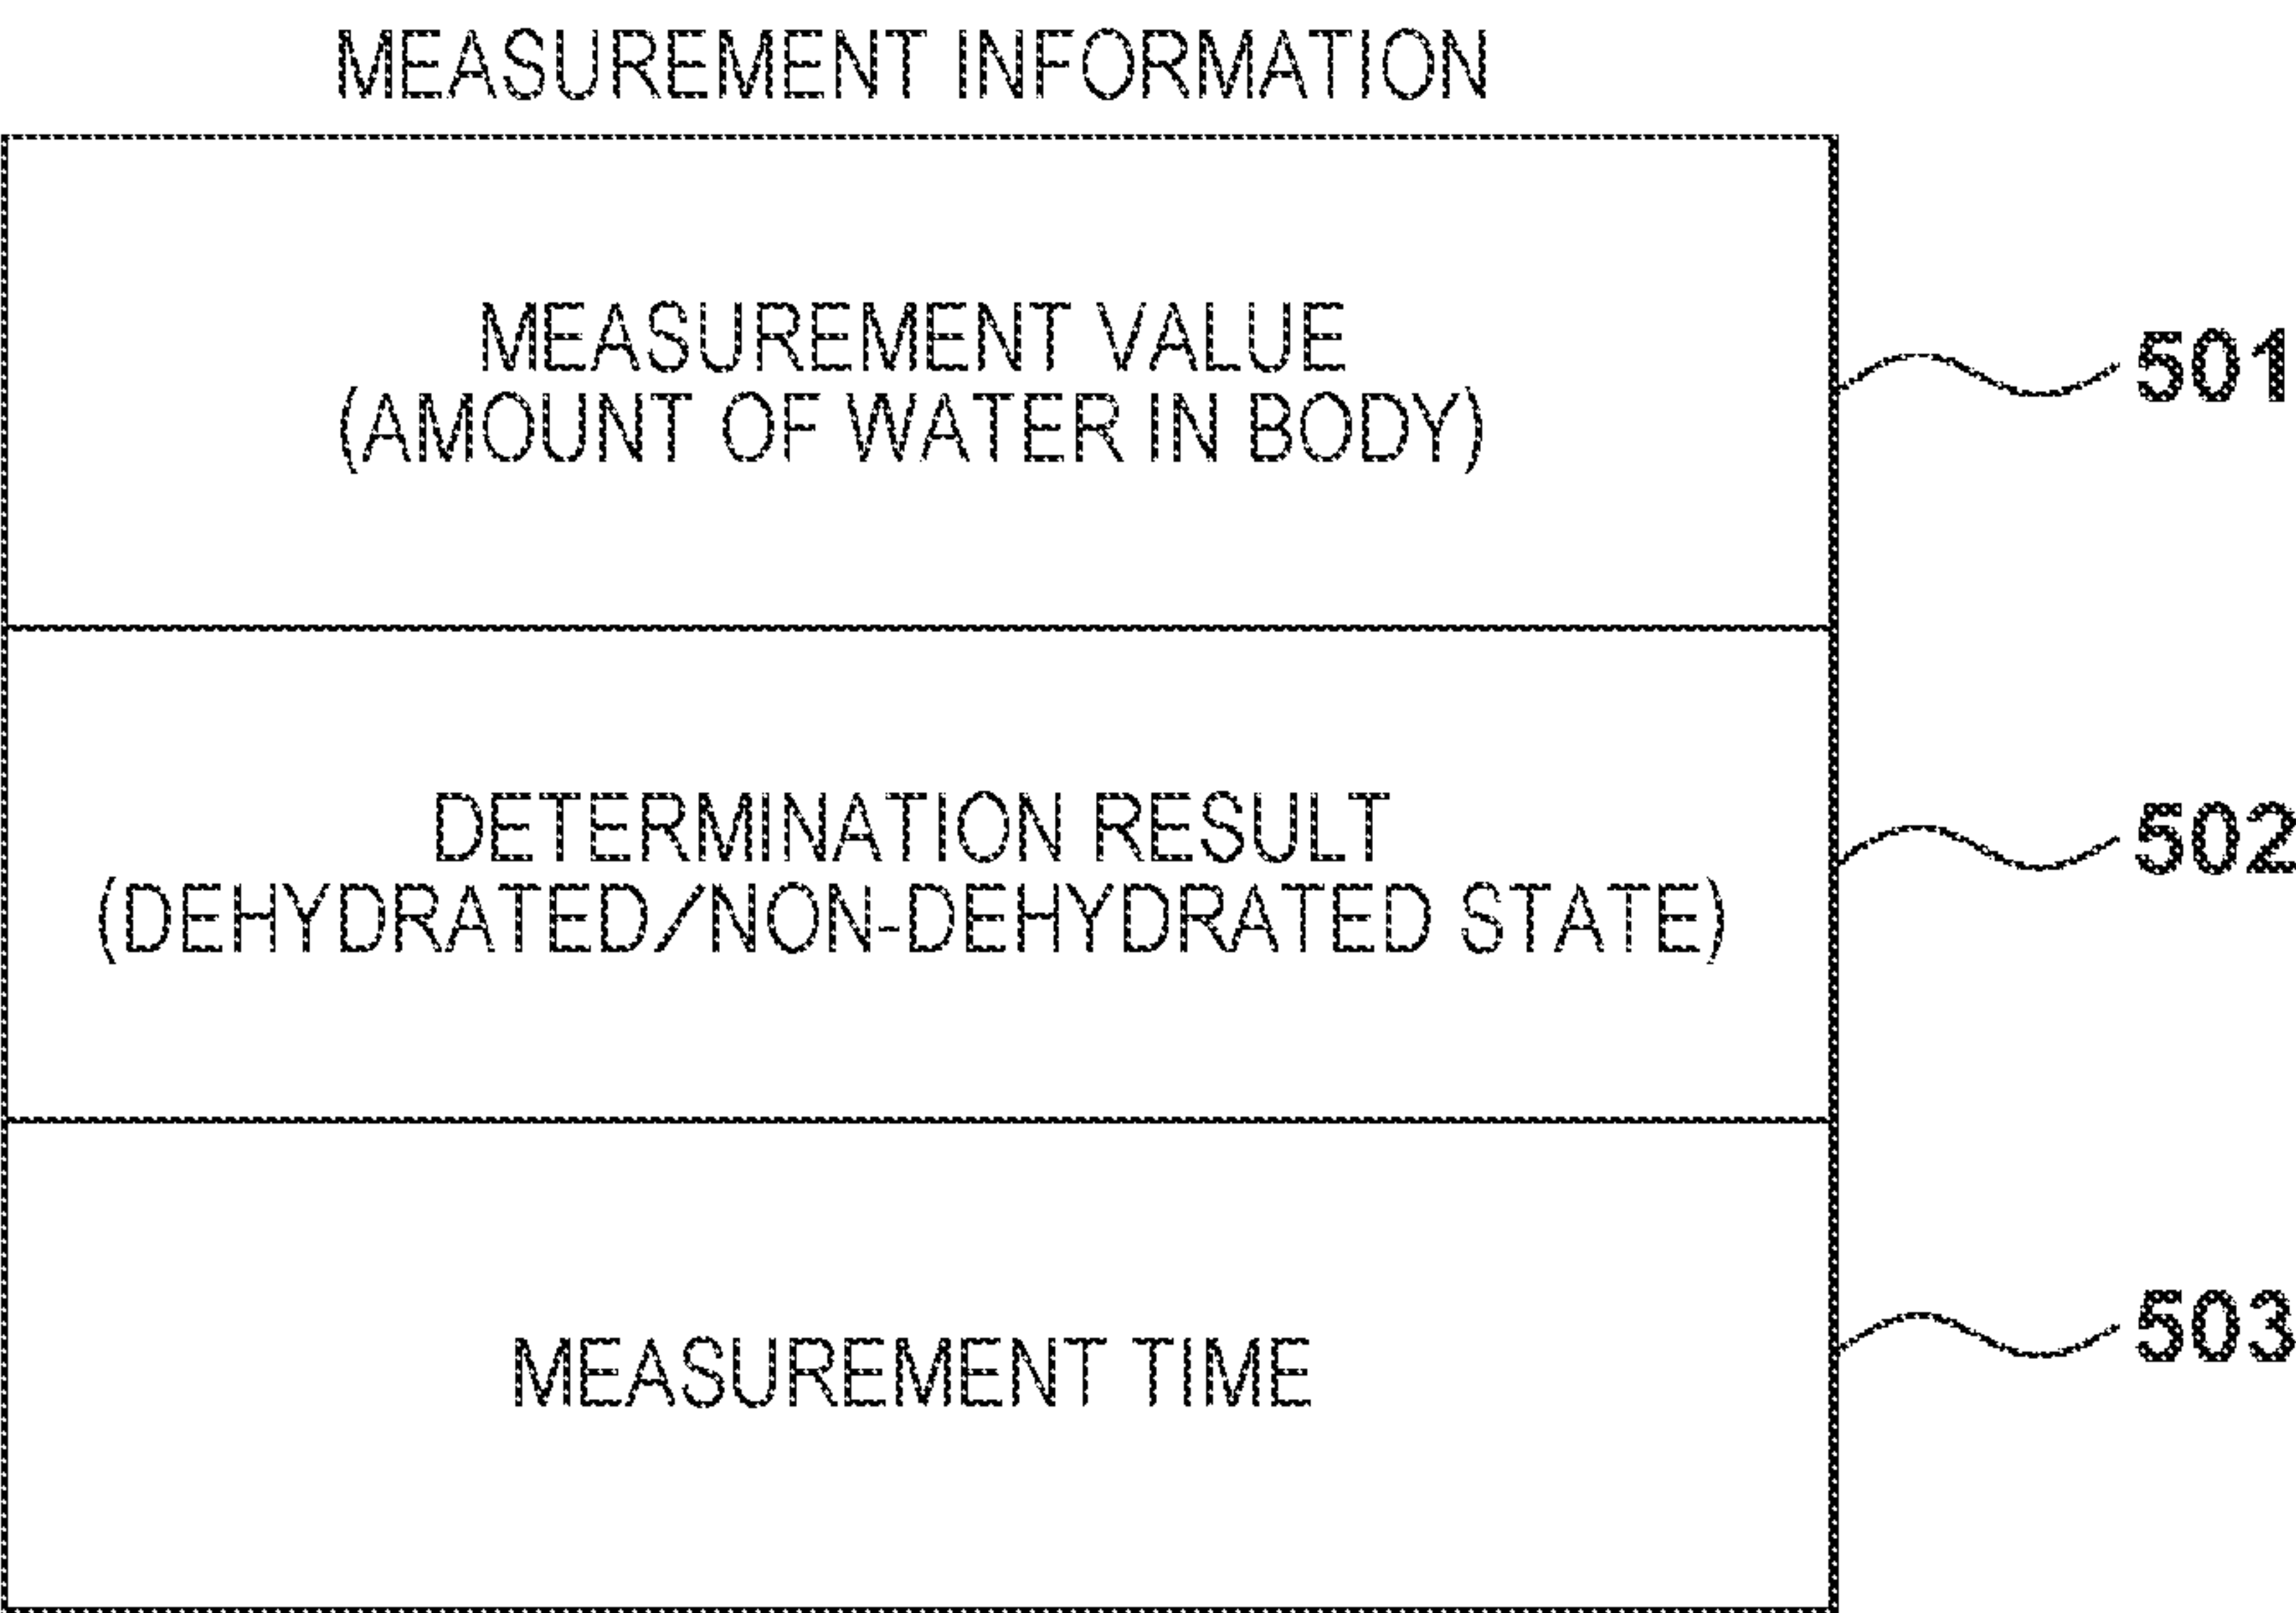 MEASUREMENT INFORMATION
MEASUREMENT VALUE
(AMOUNT OF WATER IN BODY)
501
DETERMINATION RESULT
(DEHYDRATED/NON-DEHYDRATED STATE)
502
MEASUREMENT TIME
503